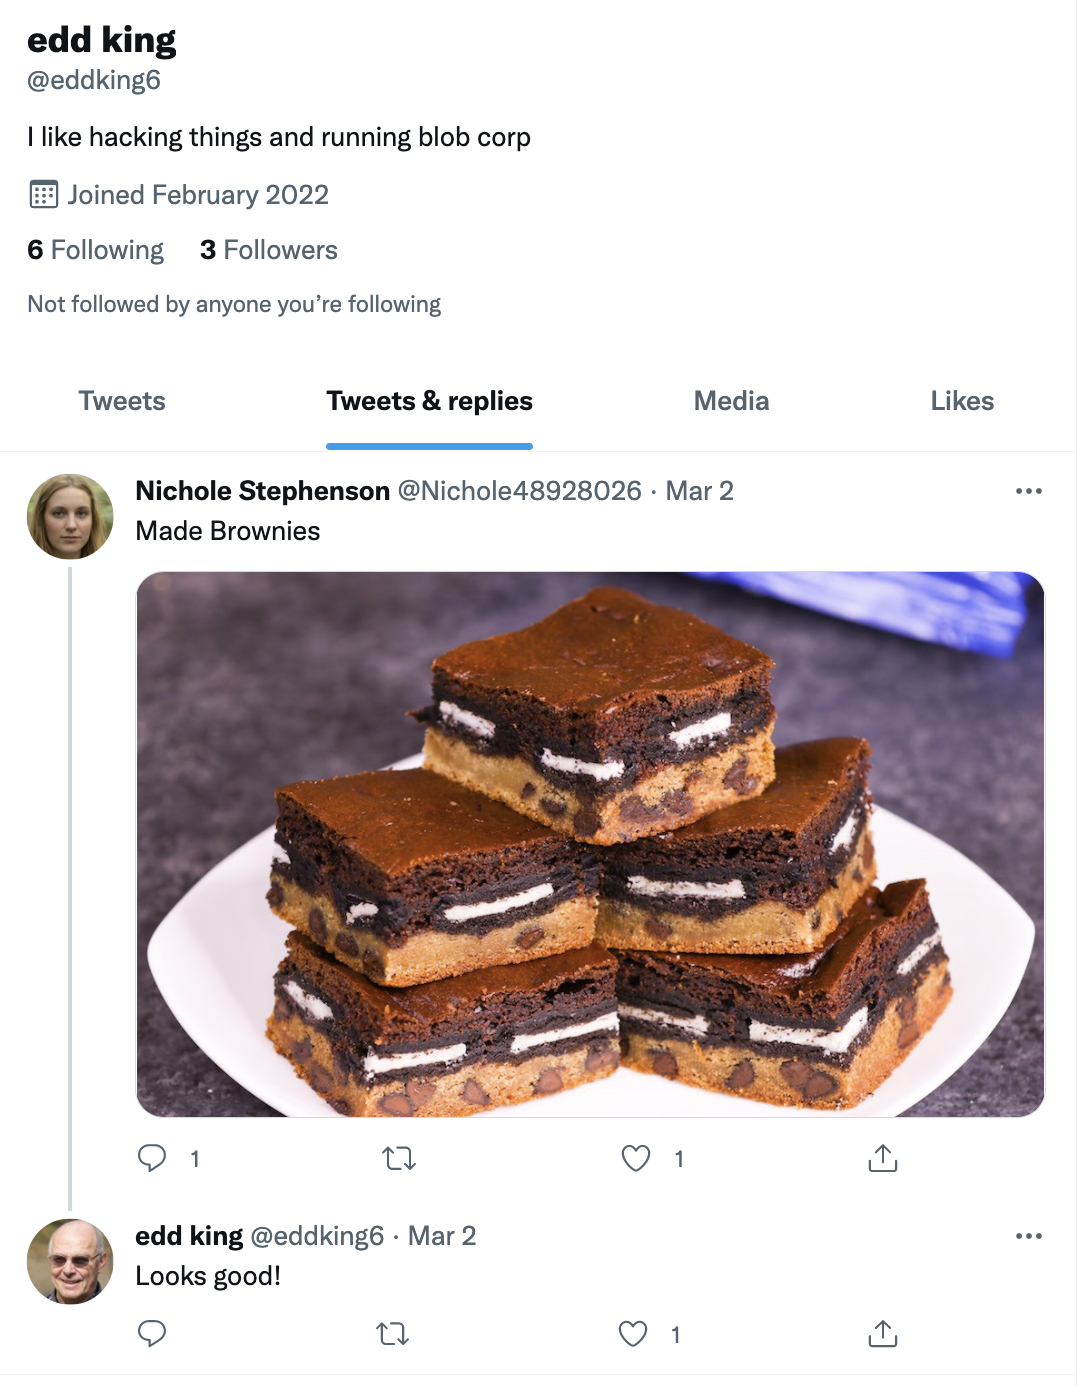 edd king
@eddking6
I like hacking things and running blob corp
Joined February 2022
6 Following 3 Followers
Not followed by anyone you’re following
Tweets Tweets & replies Media Likes
Nichole Stephenson @Nichole48928026 · Mar 2
Made Brownies
1 1
edd king @eddking6 · Mar 2
Looks good!
1